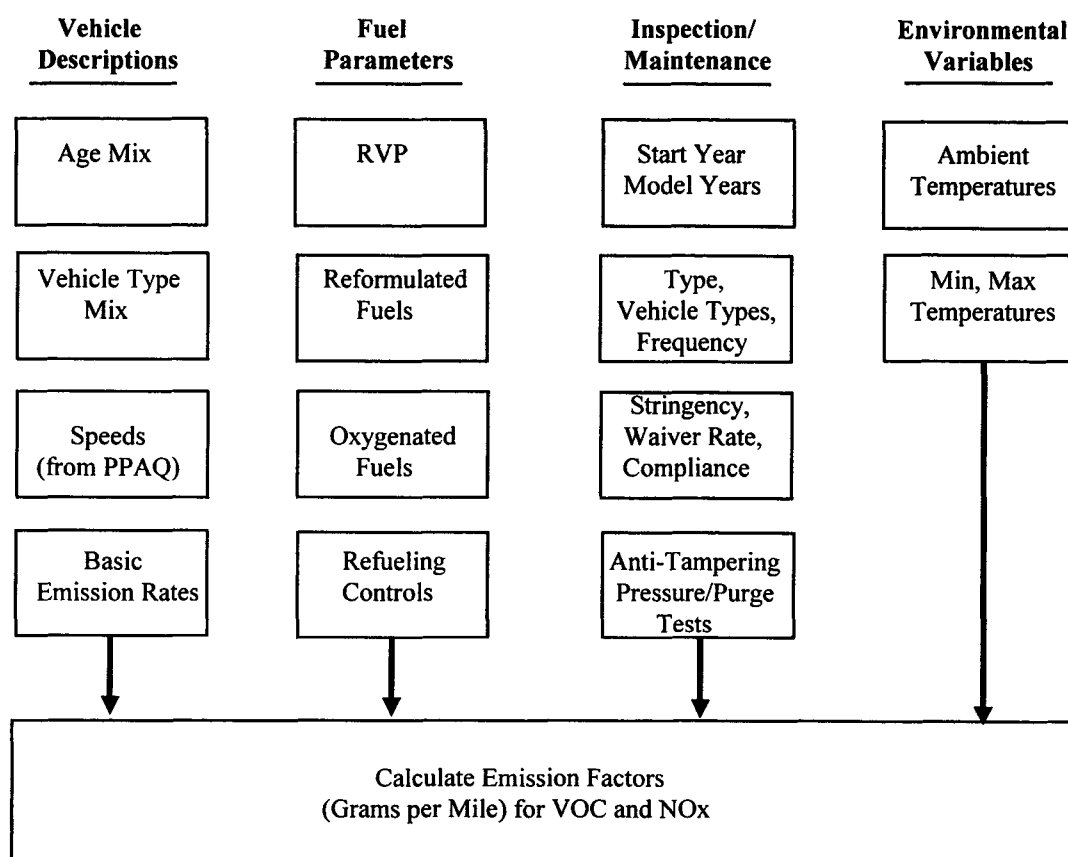 Vehicle
Descriptions
Fuel
Parameters
Inspection/
Maintenance
Environmental
Variables
Age Mix
RVP
Start Year
Model Years
Ambient
Temperatures
Vehicle Type
Mix
Reformulated
Fuels
Type,
Vehicle Types,
Frequency
Min, Max
Temperatures
Speeds
(from PPAQ)
Oxygenated
Fuels
Stringency,
Waiver Rate,
Compliance
Basic
Emission Rates
Refueling
Controls
Anti-Tampering
Pressure/Purge
Tests
Calculate Emission Factors
(Grams per Mile) for VOC and NOx